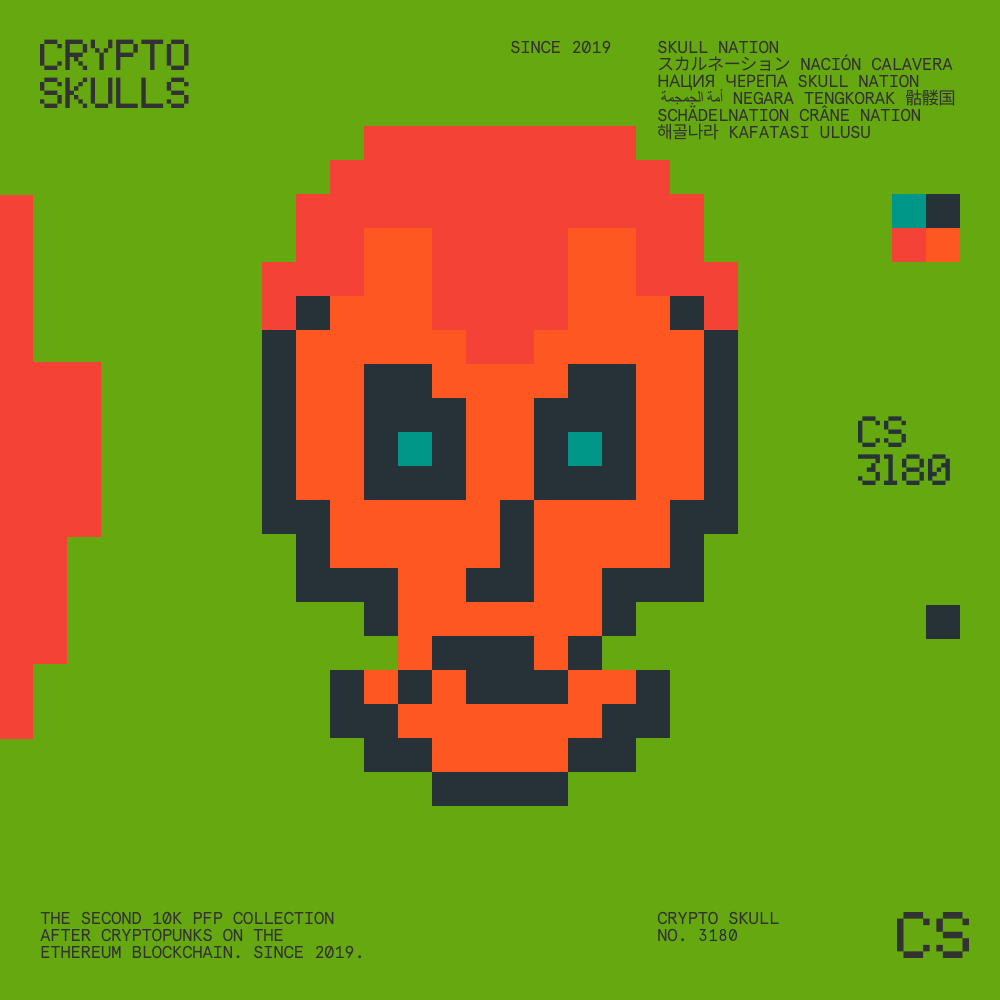 CRYPTO
SKULLS
SINCE 2019
SKULL NATION
スカルネーション NACIÓN CALAVERA
НАЦИЯ ЧЕРЕПА SKULL NATION
أمة الجمجمة NEGARA TENGKORAK 骷髅国
SCHÄDELNATION CRÂNE NATION
해골나라 KAFATASI ULUSU
CS
3180
THE SECOND 10K PFP COLLECTION
AFTER CRYPTOPUNKS ON THE
ETHEREUM BLOCKCHAIN. SINCE 2019.
CRYPTO SKULL
NO. 3180
CS